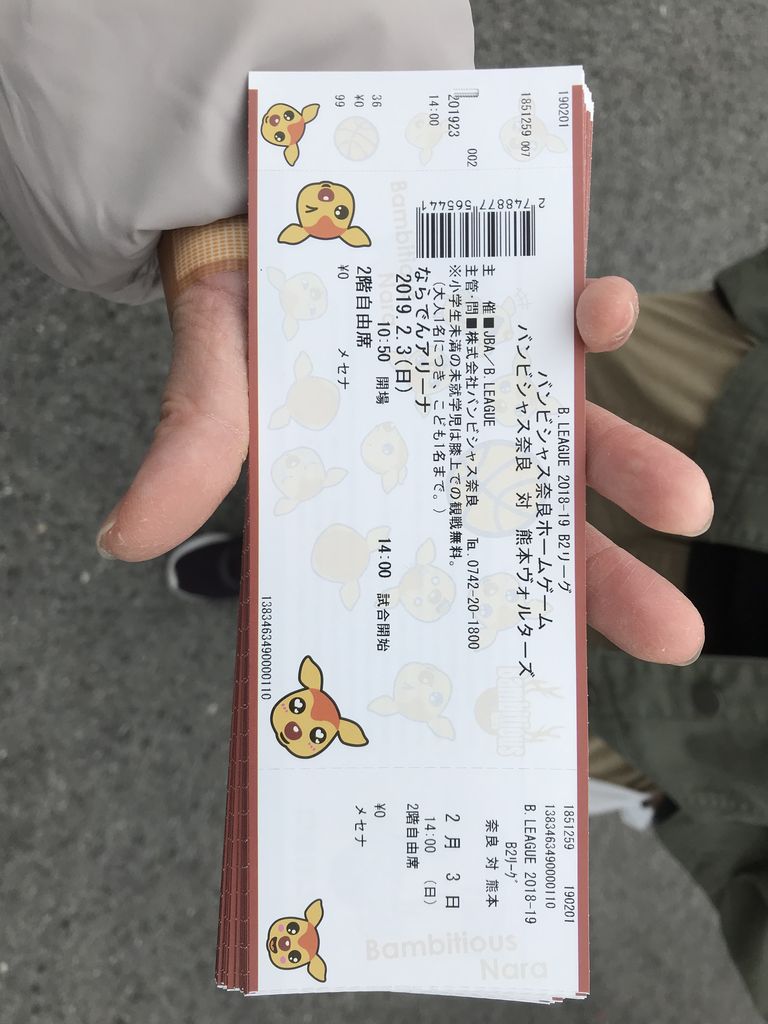 190201
1851259 007
002
201923
14:00
36
¥0
99
2 748877 565441
B.LEAGUE 2018-19 B2リーグ
バンビシャス奈良ホームゲーム
バンビシャス奈良 対 熊本ヴォルターズ
主 催■JBA／B.LEAGUE
主管・問■株式会社バンビシャス奈良 ℡.0742-20-1800
※小学生未満の未就学児は膝上での観戦無料。
(大人1名につき、こども1名まで。)
ならでんアリーナ
2019. 2. 3(日)
10:50 開場 14:00 試合開始
2階自由席
¥0 メセナ
1383463490000110
Bambitious
Nara
BAMBITIOUS
1851259 190201
1383463490000110
B.LEAGUE 2018-19
B2リーグ
奈良 対 熊本
2月 3日
14:00 (日)
2階自由席
¥0
メセナ
Bambitious
Nara